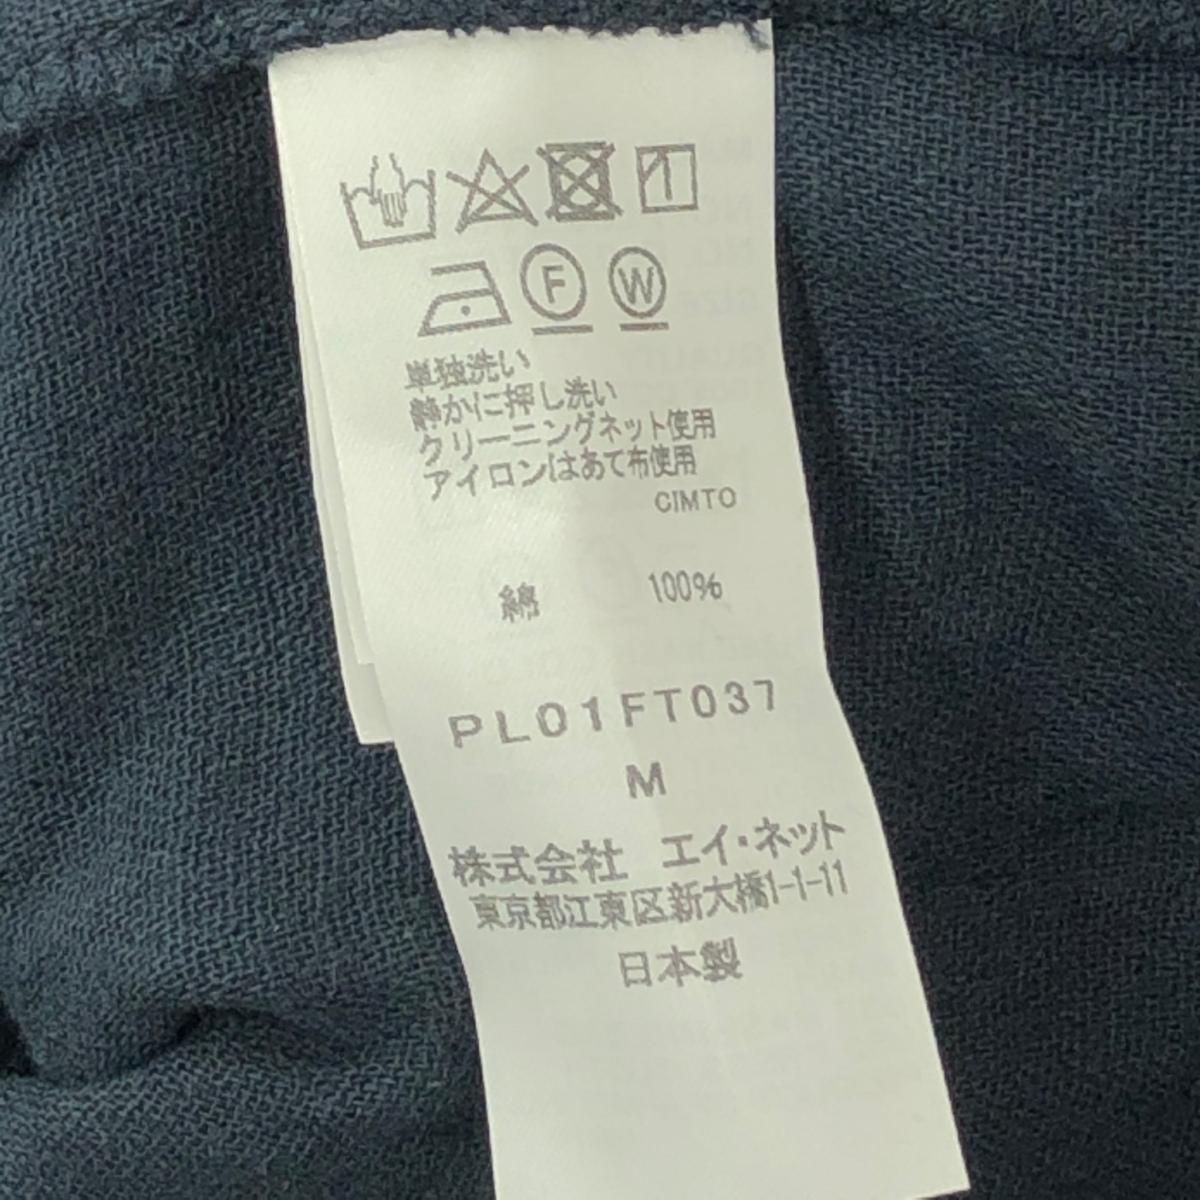 F W
単独洗い
静かに押し洗い
クリーニングネット使用
アイロンはあて布使用
CIMTO
綿 100%
PL01FT037
M
株式会社 エイ・ネット
東京都江東区新大橋1-1-11
日本製